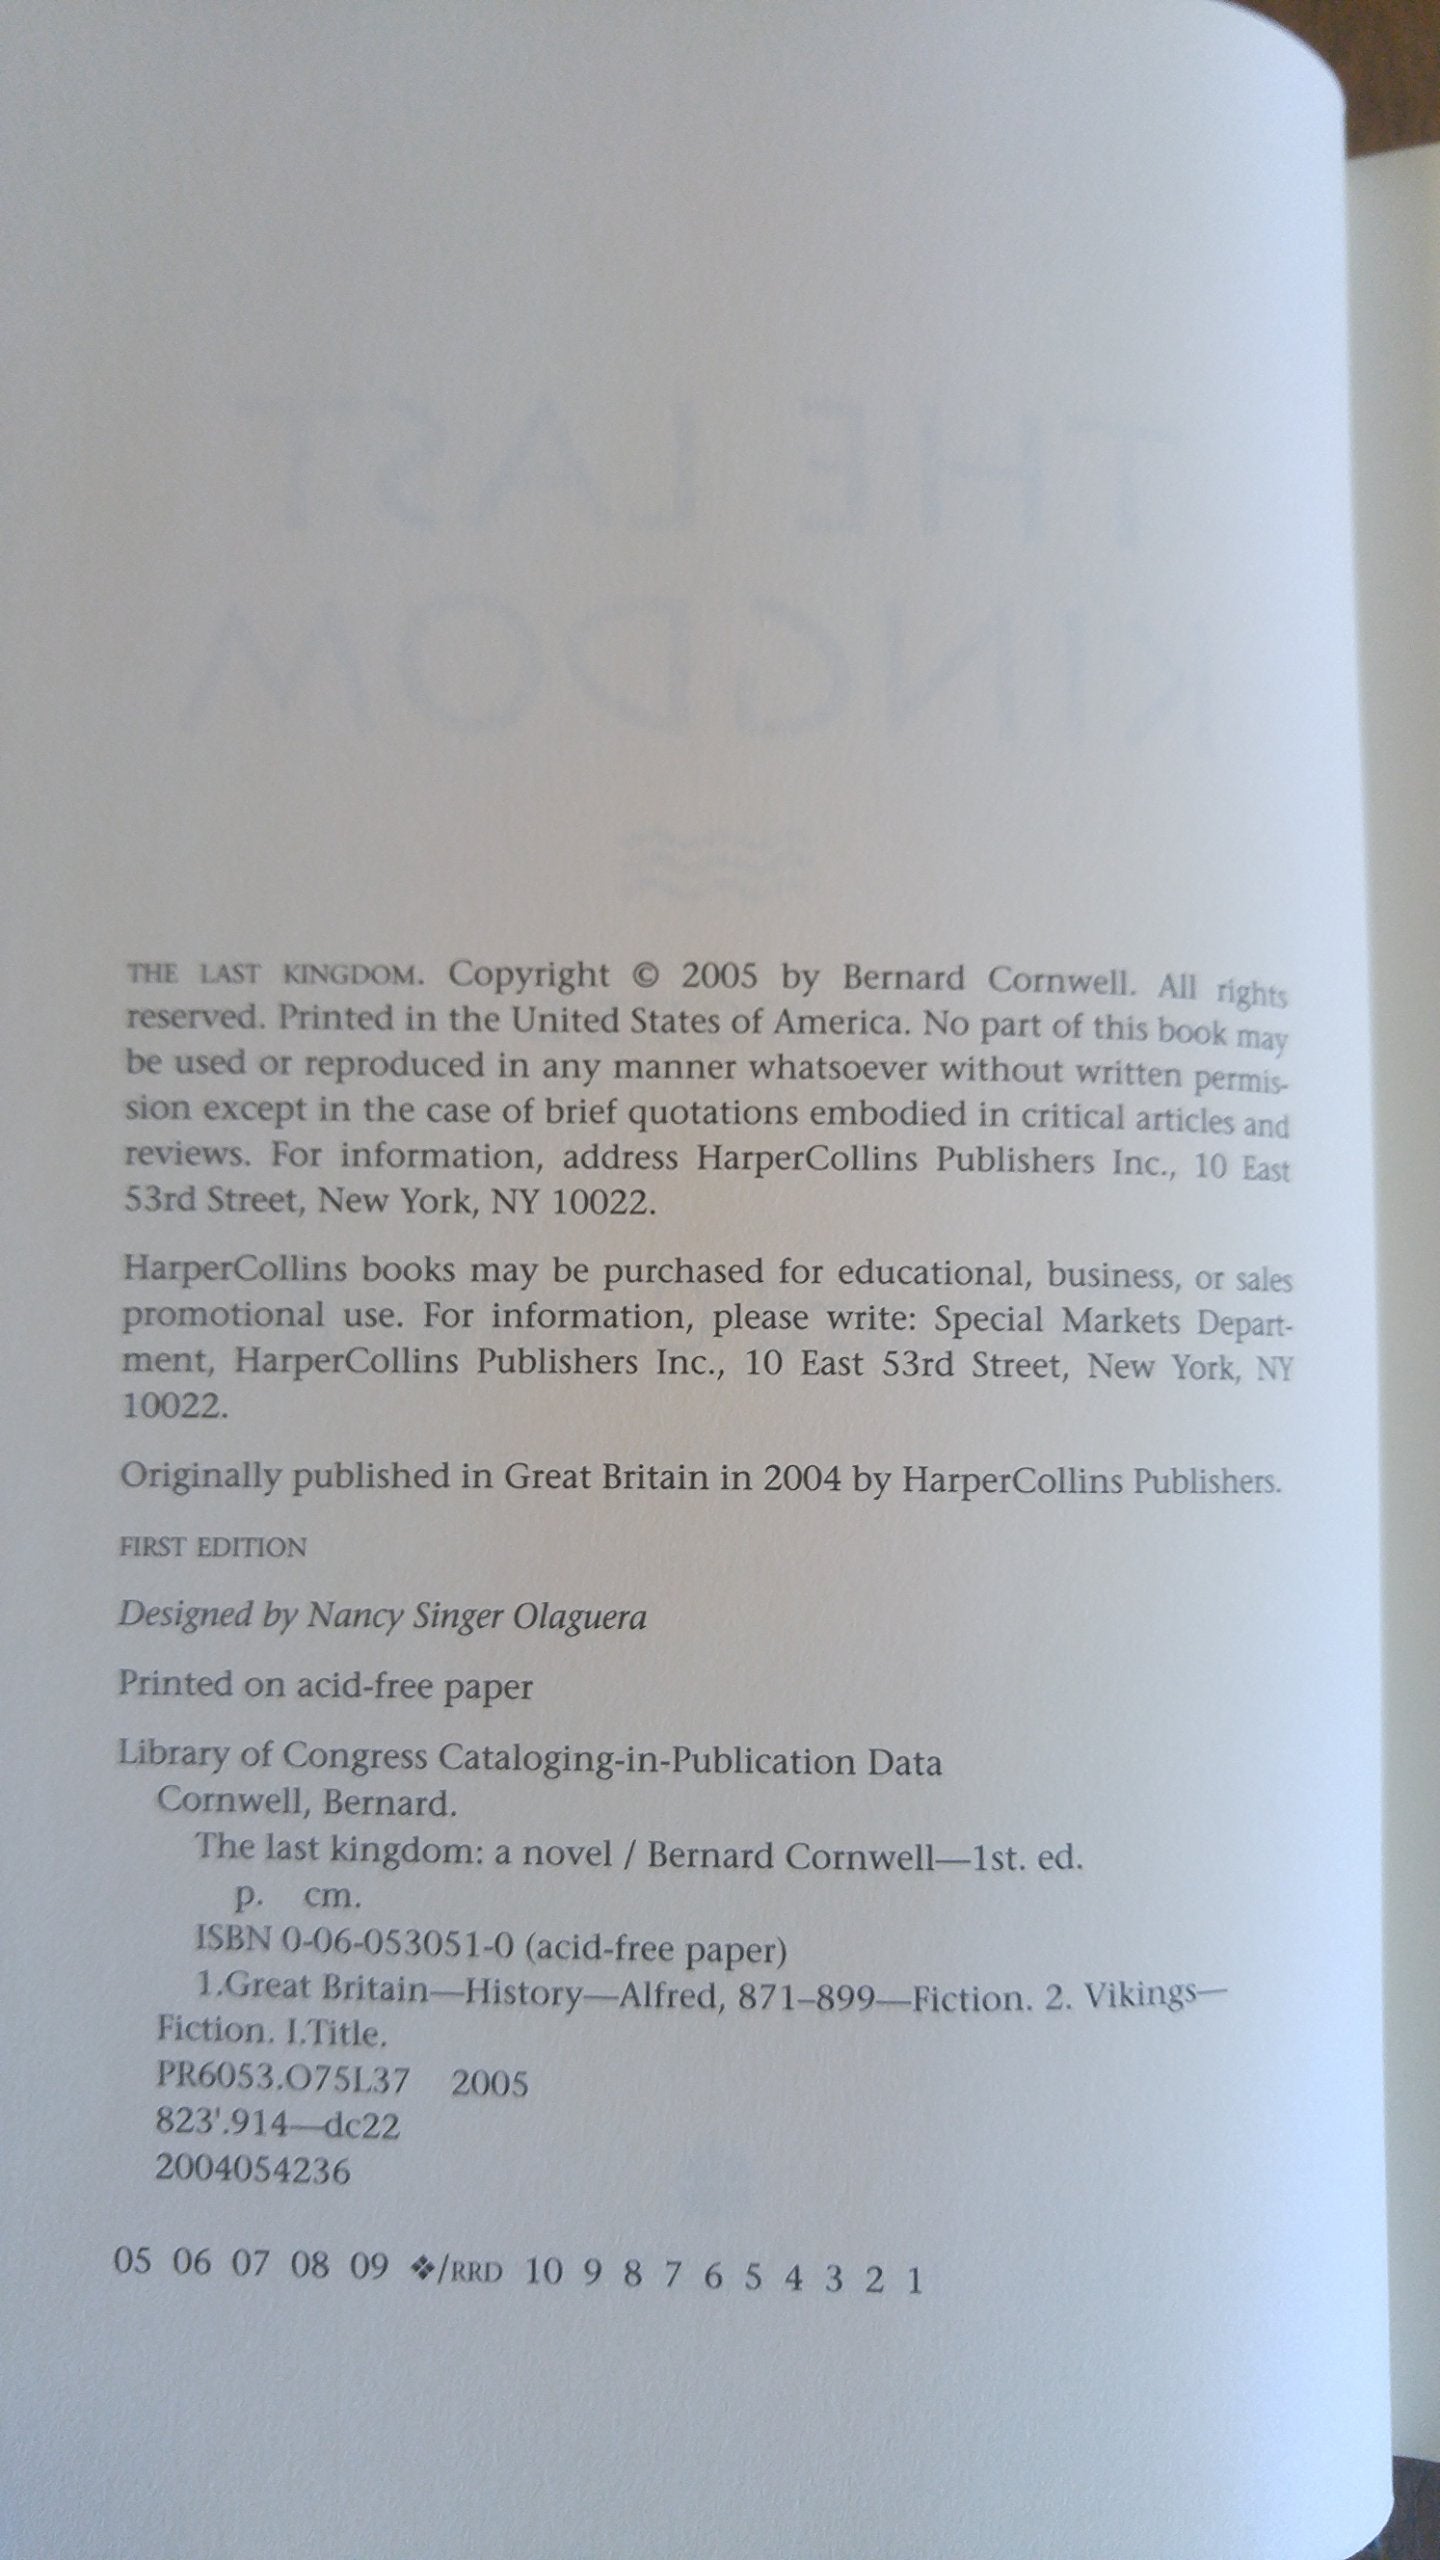 THE LAST
KINGDOM
THE LAST KINGDOM. Copyright © 2005 by Bernard Cornwell. All rights
reserved. Printed in the United States of America. No part of this book may
be used or reproduced in any manner whatsoever without written permis-
sion except in the case of brief quotations embodied in critical articles and
reviews. For information, address HarperCollins Publishers Inc., 10 East
53rd Street, New York, NY 10022.
HarperCollins books may be purchased for educational, business, or sales
promotional use. For information, please write: Special Markets Depart-
ment, HarperCollins Publishers Inc., 10 East 53rd Street, New York, NY
10022.
Originally published in Great Britain in 2004 by HarperCollins Publishers.
FIRST EDITION
Designed by Nancy Singer Olaguera
Printed on acid-free paper
Library of Congress Cataloging-in-Publication Data
Cornwell, Bernard.
The last kingdom: a novel / Bernard Cornwell—1st. ed.
p. cm.
ISBN 0-06-053051-0 (acid-free paper)
1.Great Britain—History—Alfred, 871–899—Fiction. 2. Vikings—
Fiction. I.Title.
PR6053.O75L37 2005
823'.914—dc22
2004054236
05 06 07 08 09 ❖/RRD 10 9 8 7 6 5 4 3 2 1